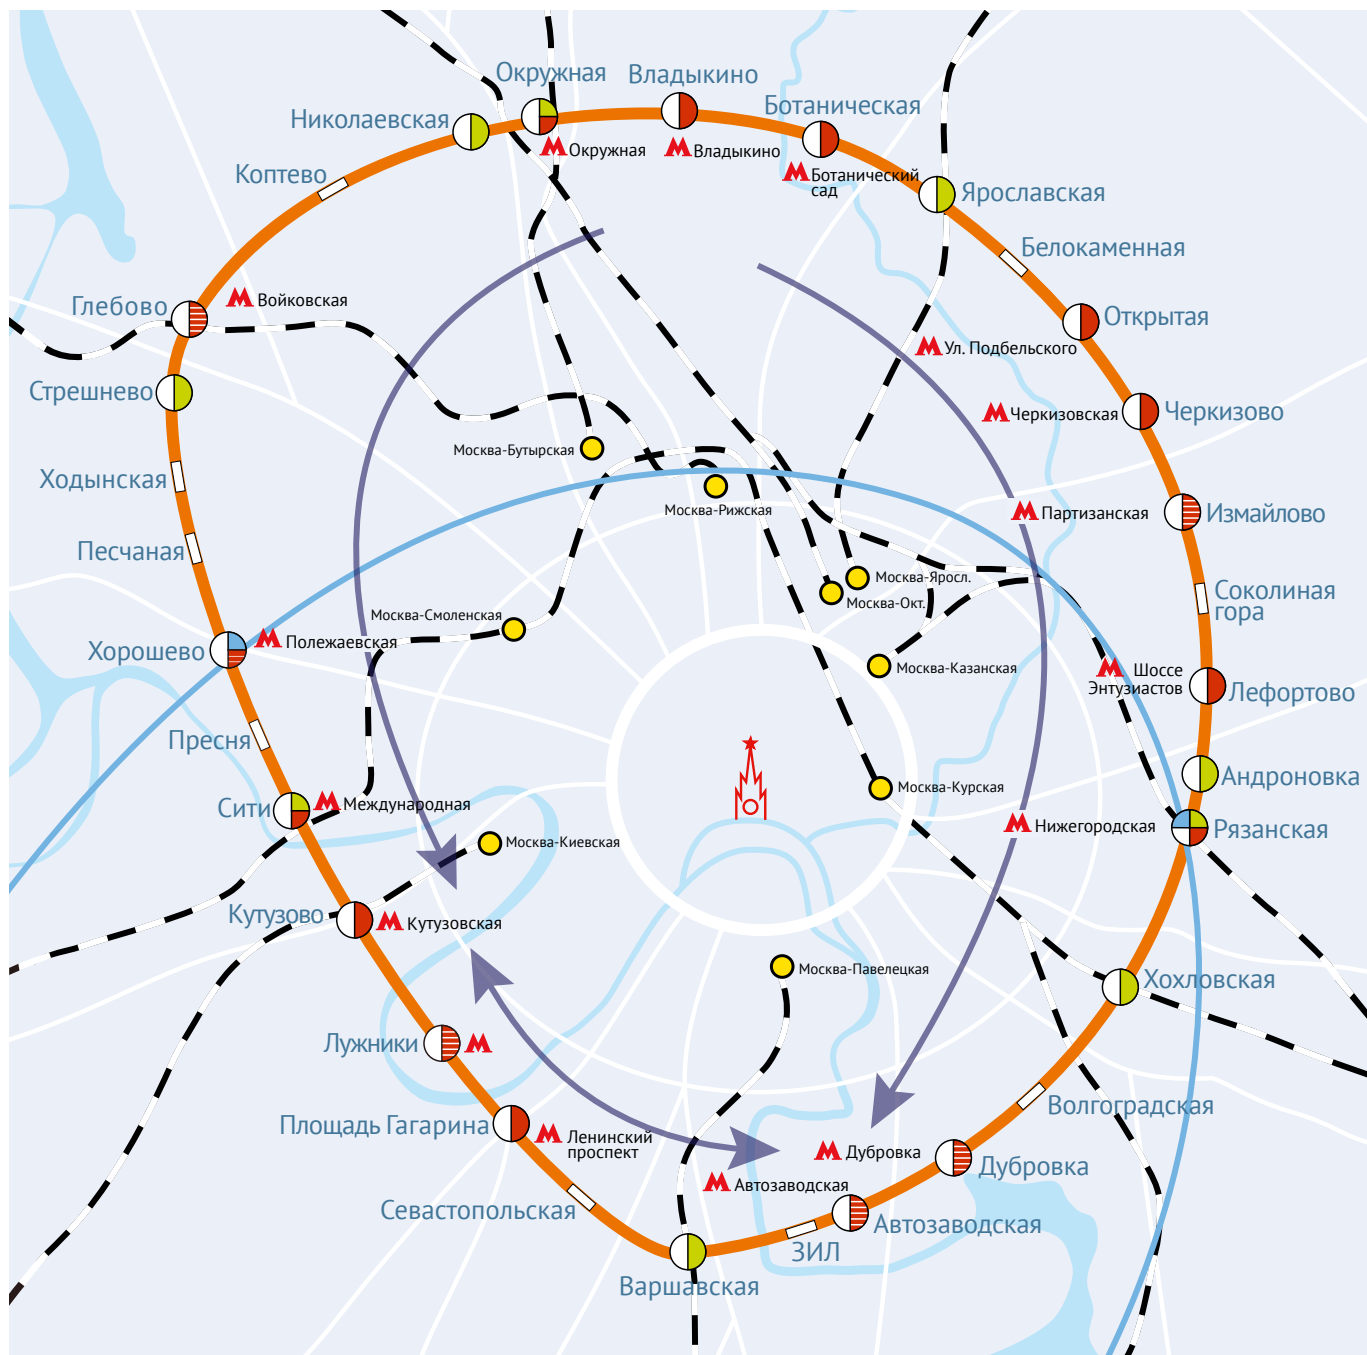 Окружная
Владыкино
Ботаническая
Николаевская
Окружная
Владыкино
Ботанический
сад
Коптево
Ярославская
Белокаменная
Глебово
Войковская
Открытая
Ул. Подбельского
Стрешнево
Черкизовская
Черкизово
Москва-Бутырская
Ходынская
Москва-Рижская
Партизанская
Измайлово
Песчаная
Москва-Яросл.
Москва-Окт.
Соколиная
гора
Москва-Смоленская
Хорошево
Полежаевская
Москва-Казанская
Шоссе
Энтузиастов
Лефортово
Пресня
Андроновка
Сити
Международная
Москва-Курская
Нижегородская
Рязанская
Москва-Киевская
Кутузово
Кутузовская
Москва-Павелецкая
Хохловская
Лужники
Волгоградская
Площадь Гагарина
Ленинский
проспект
Дубровка
Дубровка
Автозаводская
Севастопольская
Автозаводская
ЗИЛ
Варшавская